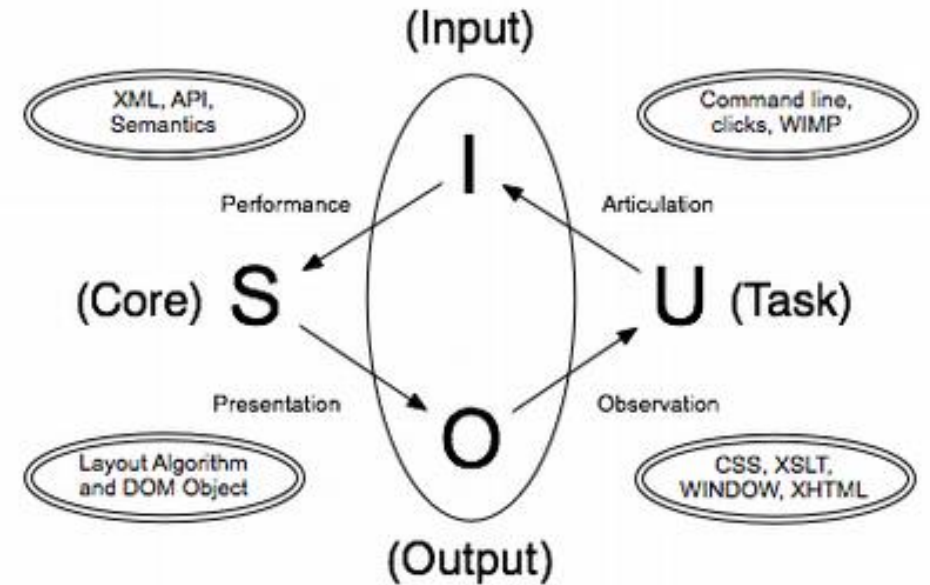 (Input)
XML, API,
Semantics
Command line,
clicks, WIMP
I
Performance
Articulation
(Core) S
U (Task)
Presentation
Observation
O
Layout Algorithm
and DOM Object
CSS, XSLT,
WINDOW, XHTML
(Output)